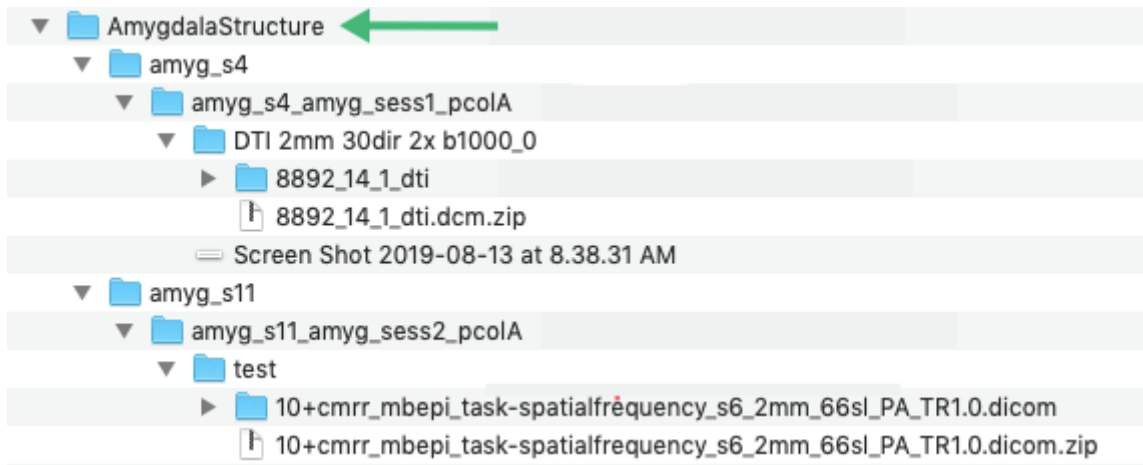 AmygdalaStructure
amyg_s4
amyg_s4_amyg_sess1_pcolA
DTI 2mm 30dir 2x b1000_0
8892_14_1_dti
8892_14_1_dti.dcm.zip
Screen Shot 2019-08-13 at 8.38.31 AM
amyg_s11
amyg_s11_amyg_sess2_pcolA
test
10+cmrr_mbepi_task-spatialfrequency_s6_2mm_66sl_PA_TR1.0.dicom
10+cmrr_mbepi_task-spatialfrequency_s6_2mm_66sl_PA_TR1.0.dicom.zip